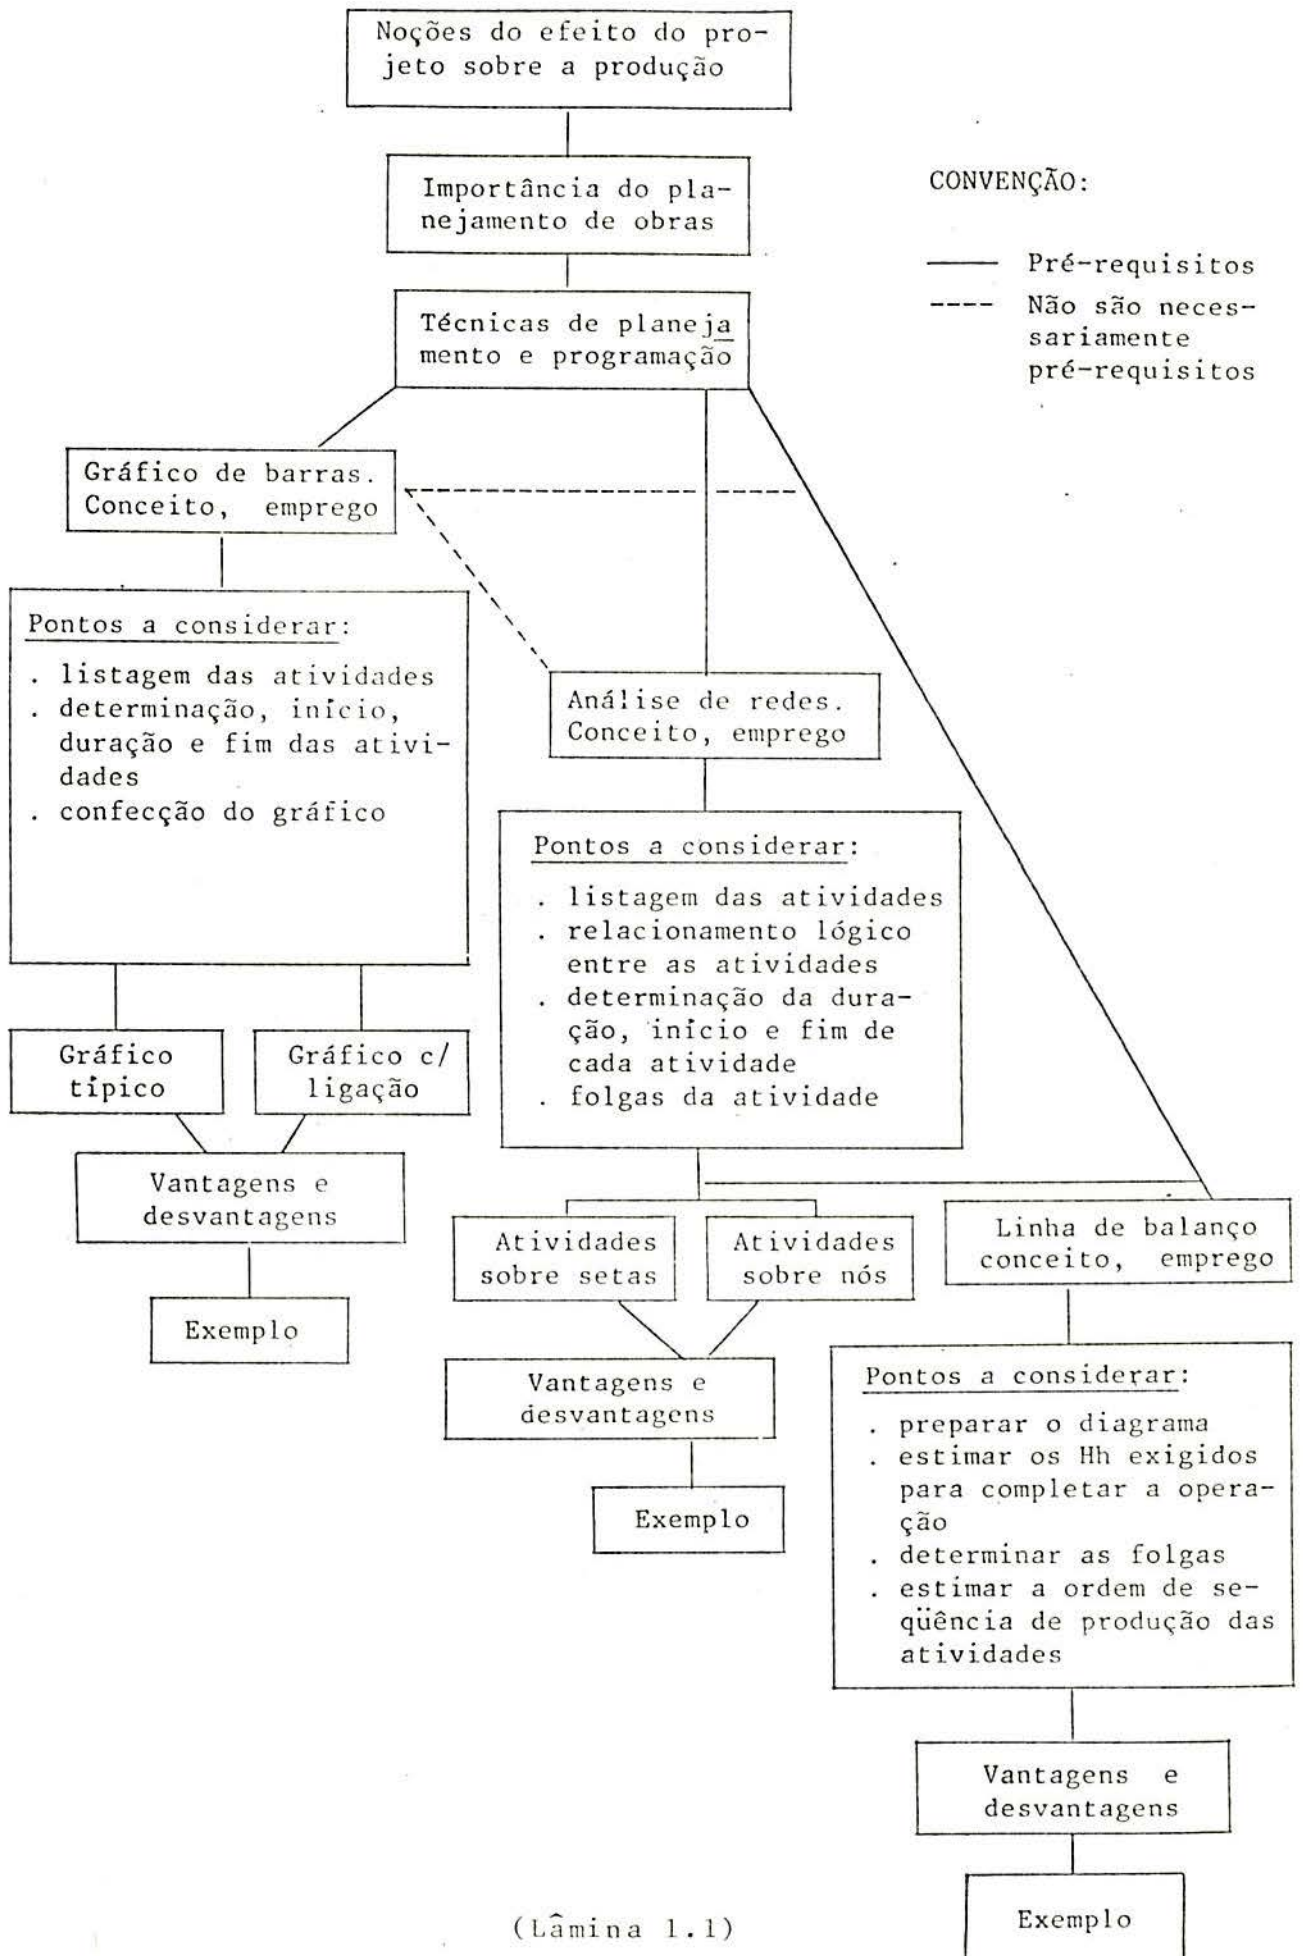 Noções do efeito do pro-
jeto sobre a produção
Importância do pla-
nejamento de obras
CONVENÇÃO:
Pré-requisitos
Não são neces-
sariamente
pré-requisitos
Técnicas de planeja
mento e programação
Gráfico de barras.
Conceito, emprego
Pontos a considerar:
. listagem das atividades
. determinação, início,
duração e fim das ativi-
dades
. confecção do gráfico
Análise de redes.
Conceito, emprego
Pontos a considerar:
. listagem das atividades
. relacionamento lógico
entre as atividades
. determinação da dura-
ção, início e fim de
cada atividade
. folgas da atividade
Gráfico
típico
Gráfico c/
ligação
Vantagens e
desvantagens
Exemplo
Atividades
sobre setas
Atividades
sobre nós
Vantagens e
desvantagens
Exemplo
Linha de balanço
conceito, emprego
Pontos a considerar:
. preparar o diagrama
. estimar os Hh exigidos
para completar a opera-
ção
. determinar as folgas
. estimar a ordem de se-
qüência de produção das
atividades
Vantagens e
desvantagens
Exemplo
(Lâmina 1.1)